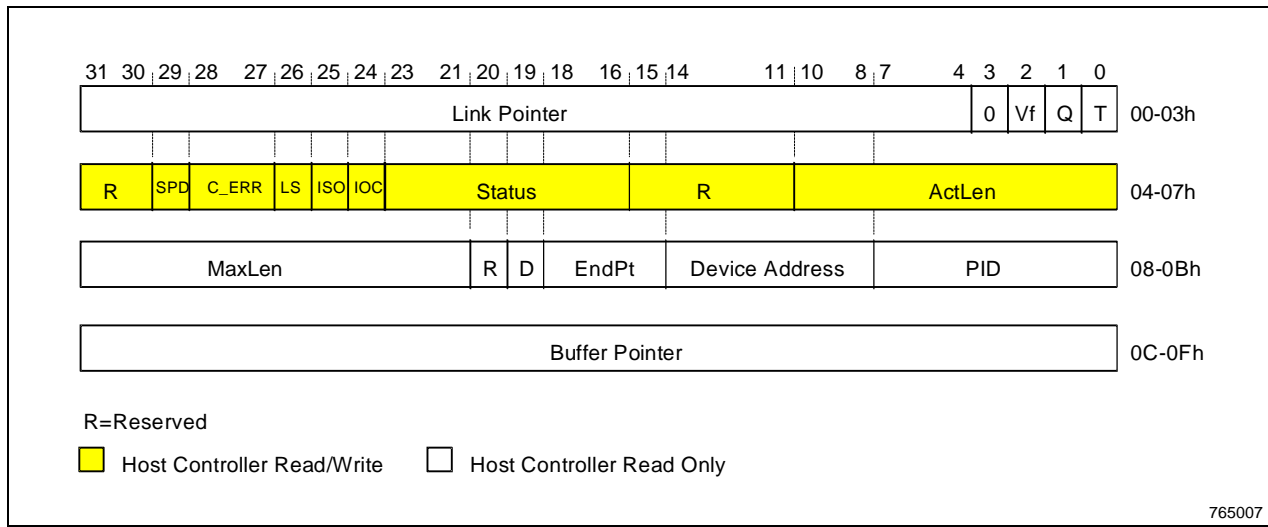 31 30 29 28 27 26 25 24 23 21 20 19 18 16 15 14 11 10 8 7 4 3 2 1 0
Link Pointer 0 Vf Q T 00-03h
R SPD C_ERR LS ISO IOC Status R ActLen 04-07h
MaxLen R D EndPt Device Address PID 08-0Bh
Buffer Pointer 0C-0Fh
R=Reserved
Host Controller Read/Write Host Controller Read Only
765007